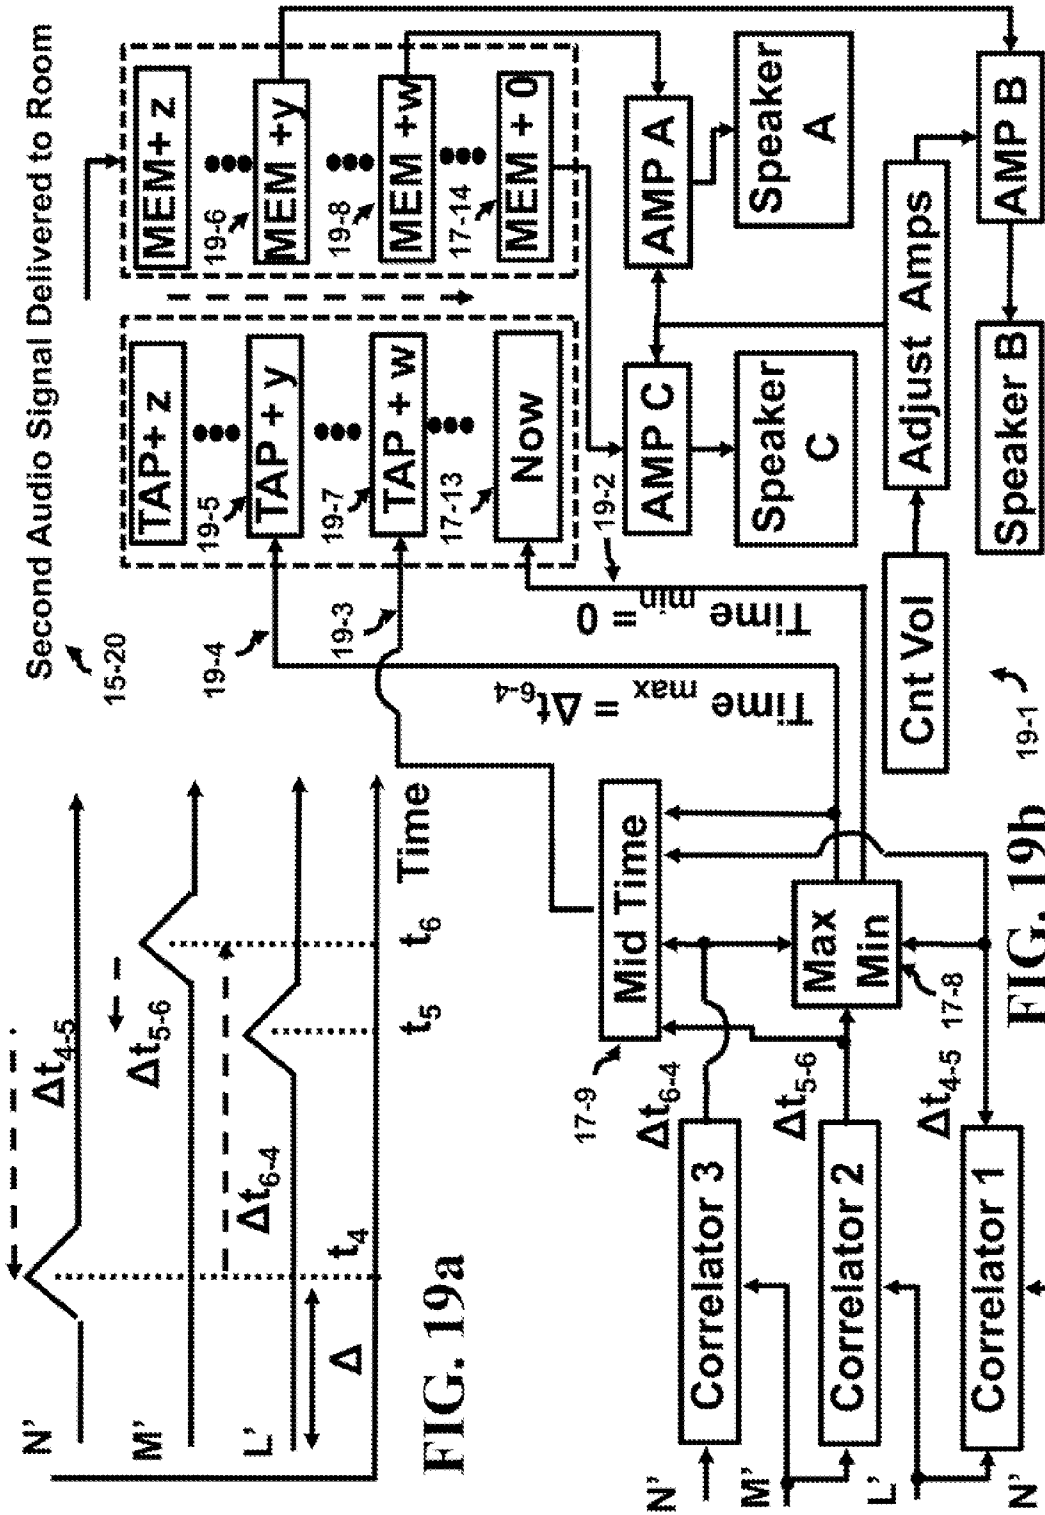 N'
Δt4-5
M'
Δt5-6
L'
Δt6-4
Δ
t4
t5
t6
Time
FIG. 19a
Second Audio Signal Delivered to Room
15-20
TAP+ z
19-5
TAP + y
19-7
TAP + w
17-13
Now
MEM+ z
19-6
MEM +y
19-8
MEM +w
17-14
MEM + 0
19-4
19-3
19-2
Time max = Δt6-4
Time min ≡ 0
17-9
Mid Time
N'
Correlator 3
Δt6-4
M'
Correlator 2
Δt5-6
L'
Correlator 1
Δt4-5
N'
Max
Min
17-8
AMP C
AMP A
Speaker
C
Speaker
A
Cnt Vol
Adjust Amps
Speaker B
AMP B
19-1
FIG. 19b